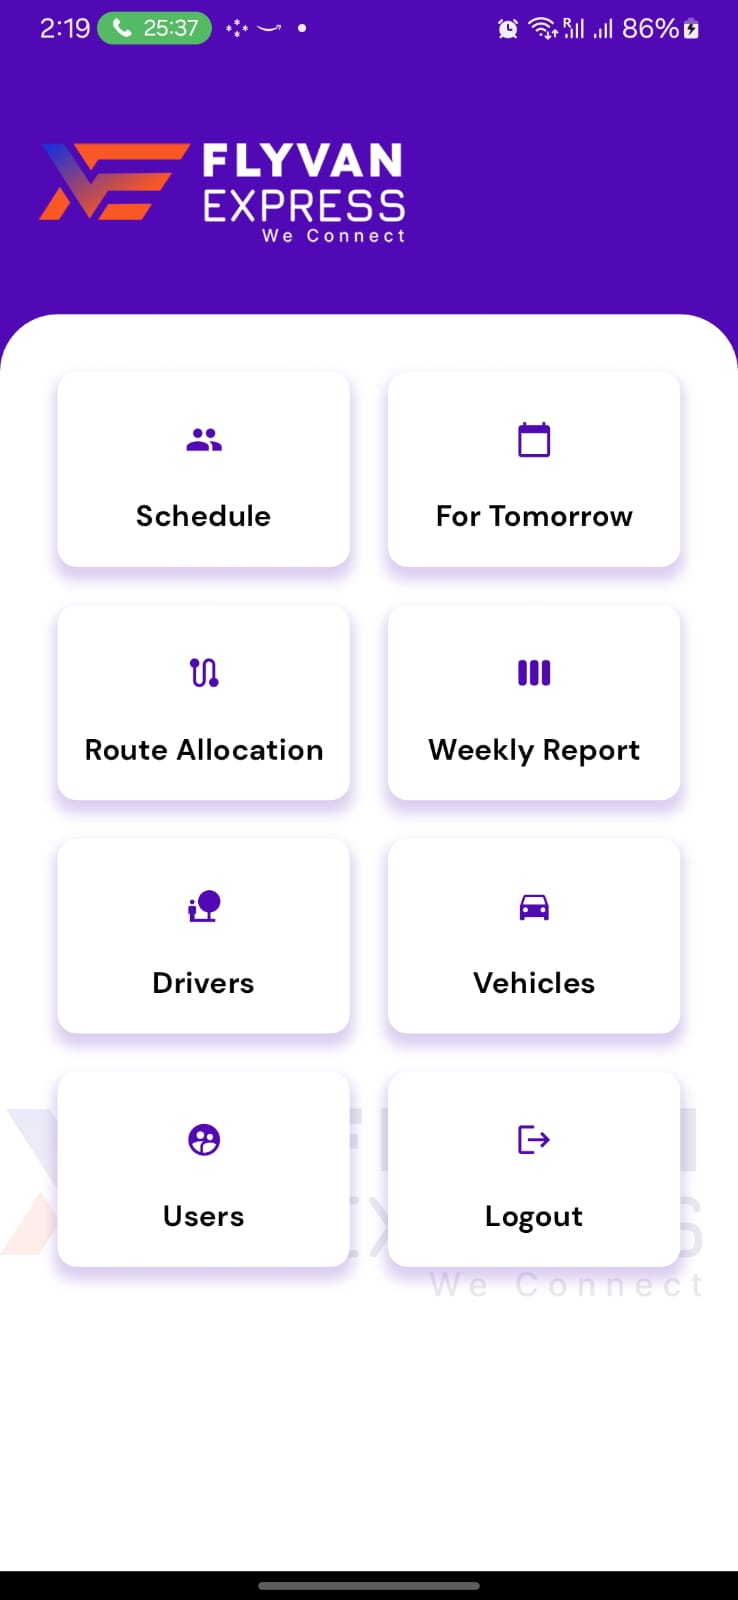 2:19 25:37 R 86%
FLYVAN
EXPRESS
We Connect
Schedule
For Tomorrow
Route Allocation
Weekly Report
Drivers
Vehicles
Users
Logout
We Connect